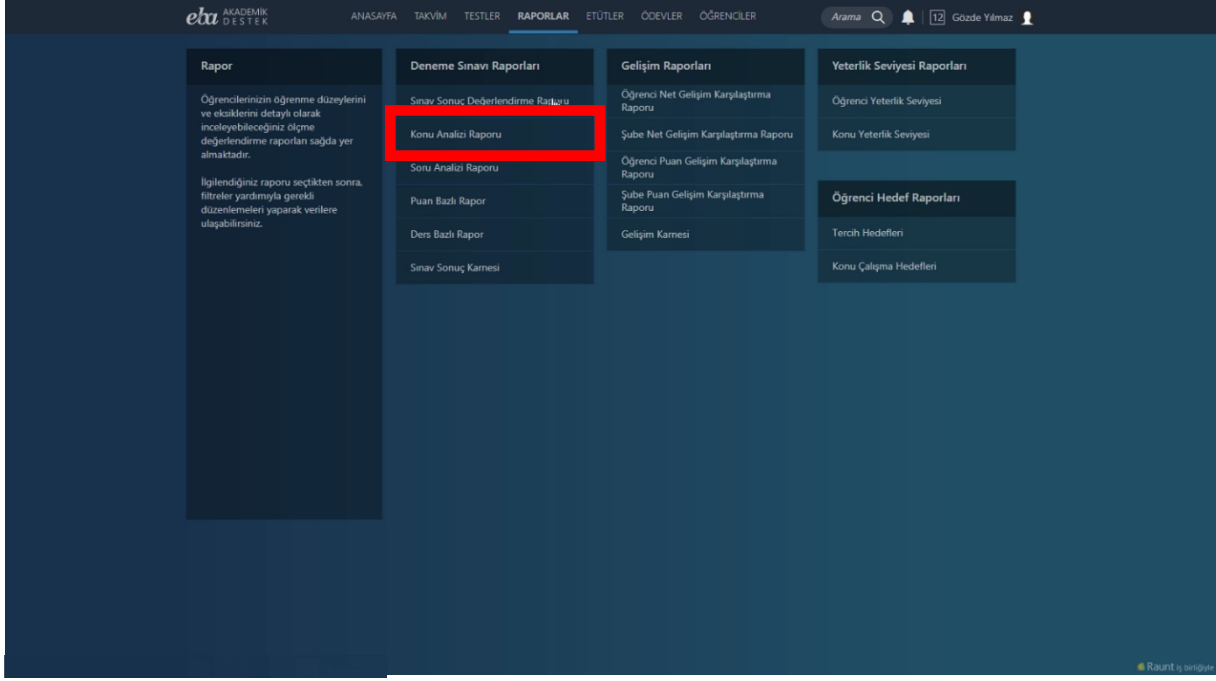 eba AKADEMİK
DESTEK
ANASAYFA TAKVİM TESTLER RAPORLAR ETÜTLER ÖDEVLER ÖĞRENCİLER
Arama 12 Gözde Yılmaz
Rapor
Öğrencilerinizin öğrenme düzeylerini
ve eksiklerini detaylı olarak
inceleyebileceğiniz ölçme
değerlendirme raporları sağda yer
almaktadır.
İlgilendiğiniz raporu seçtikten sonra,
filtreler yardımıyla gerekli
düzenlemeleri yaparak verilere
ulaşabilirsiniz.
Deneme Sınavı Raporları
Sınav Sonuç Değerlendirme Raporu
Konu Analizi Raporu
Soru Analizi Raporu
Puan Bazlı Rapor
Ders Bazlı Rapor
Sınav Sonuç Karnesi
Gelişim Raporları
Öğrenci Net Gelişim Karşılaştırma
Raporu
Şube Net Gelişim Karşılaştırma Raporu
Öğrenci Puan Gelişim Karşılaştırma
Raporu
Şube Puan Gelişim Karşılaştırma
Raporu
Gelişim Karnesi
Yeterlik Seviyesi Raporları
Öğrenci Yeterlik Seviyesi
Konu Yeterlik Seviyesi
Öğrenci Hedef Raporları
Tercih Hedefleri
Konu Çalışma Hedefleri
Raunt iş birliğiyle